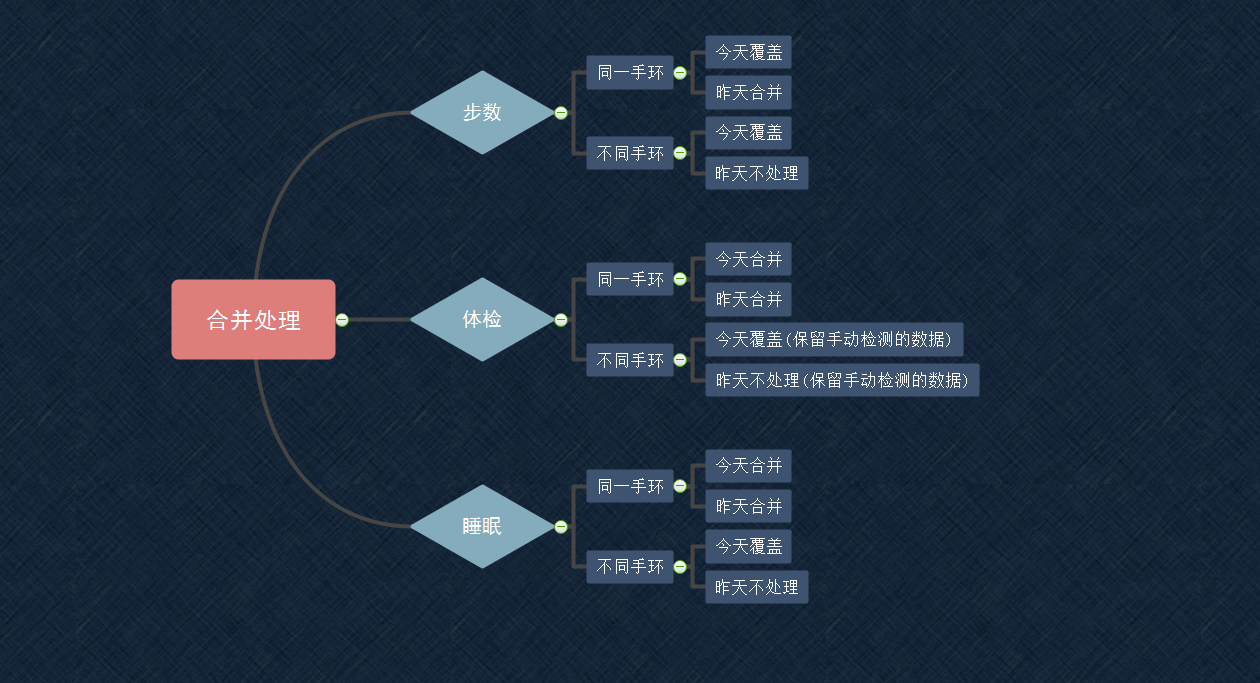 合并处理
步数
同一手环
今天覆盖
昨天合并
不同手环
今天覆盖
昨天不处理
体检
同一手环
今天合并
昨天合并
不同手环
今天覆盖(保留手动检测的数据)
昨天不处理(保留手动检测的数据)
睡眠
同一手环
今天合并
昨天合并
不同手环
今天覆盖
昨天不处理